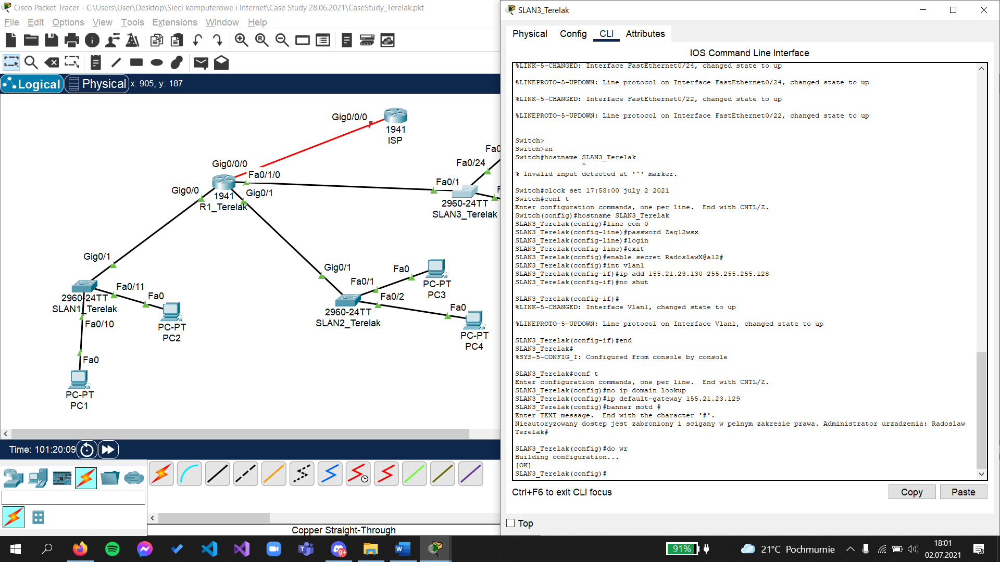 Cisco Packet Tracer - C:\Users\User\Desktop\Sieci komputerowe i Internet\Case Study 28.06.2021\CaseStudy_Terelak.pkt
File Edit Options View Tools Extensions Window Help
Logical Physical x: 905, y: 187
Gig0/0/0
1941
ISP
Fa0
Gig0/0/0
Fa0/24
Fa0/1/0
Fa0/1
Gig0/0
Gig0/1
1941
R1_Terelak
2960-24TT
SLAN3_Terelak
Gig0/1
Fa0/11
Fa0
2960-24TT
SLAN1_Terelak
Fa0/10
PC-PT
PC2
Fa0
PC-PT
PC1
Gig0/1
Fa0
Fa0/1
PC-PT
PC3
Fa0/2
Fa0
2960-24TT
SLAN2_Terelak
PC-PT
PC4
Time: 101:20:09
Copper Straight-Through
SLAN3_Terelak
Physical Config CLI Attributes
IOS Command Line Interface
%LINK-5-CHANGED: Interface FastEthernet0/24, changed state to up
%LINEPROTO-5-UPDOWN: Line protocol on Interface FastEthernet0/24, changed state to up
%LINK-5-CHANGED: Interface FastEthernet0/22, changed state to up
%LINEPROTO-5-UPDOWN: Line protocol on Interface FastEthernet0/22, changed state to up
Switch>
Switch>en
Switch#hostname SLAN3_Terelak
^
% Invalid input detected at '^' marker.
Switch#clock set 17:58:00 july 2 2021
Switch#conf t
Enter configuration commands, one per line. End with CNTL/Z.
Switch(config)#hostname SLAN3_Terelak
SLAN3_Terelak(config)#line con 0
SLAN3_Terelak(config-line)#password Zaq12wsx
SLAN3_Terelak(config-line)#login
SLAN3_Terelak(config-line)#exit
SLAN3_Terelak(config)#enable secret RadoslawX@a12#
SLAN3_Terelak(config)#int vlan1
SLAN3_Terelak(config-if)#ip add 155.21.23.130 255.255.255.128
SLAN3_Terelak(config-if)#no shut
SLAN3_Terelak(config-if)#
%LINK-5-CHANGED: Interface Vlan1, changed state to up
%LINEPROTO-5-UPDOWN: Line protocol on Interface Vlan1, changed state to up
SLAN3_Terelak(config-if)#end
SLAN3_Terelak#
%SYS-5-CONFIG_I: Configured from console by console
SLAN3_Terelak#conf t
Enter configuration commands, one per line. End with CNTL/Z.
SLAN3_Terelak(config)#no ip domain lookup
SLAN3_Terelak(config)#ip default-gateway 155.21.23.129
SLAN3_Terelak(config)#banner motd #
Enter TEXT message. End with the character '#'.
Nieautoryzowany dostep jest zabroniony i scigany w pelnym zakresie prawa. Administrator urzadzenia: Radoslaw
Terelak#
SLAN3_Terelak(config)#do wr
Building configuration...
[OK]
SLAN3_Terelak(config)#
Ctrl+F6 to exit CLI focus
Copy Paste
Top
9+
91%
21°C Pochmurnie
18:01
02.07.2021